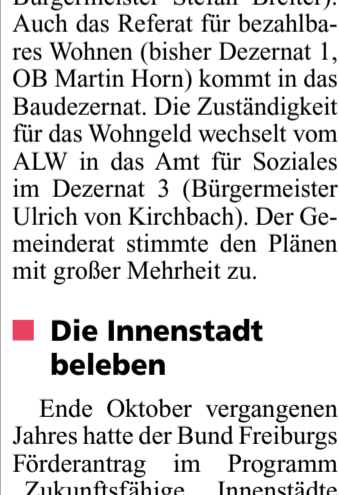 Bürgermeister Stefan Breiter).
Auch das Referat für bezahlba-
res Wohnen (bisher Dezernat 1,
OB Martin Horn) kommt in das
Baudezernat. Die Zuständigkeit
für das Wohngeld wechselt vom
ALW in das Amt für Soziales
im Dezernat 3 (Bürgermeister
Ulrich von Kirchbach). Der Ge-
meinderat stimmte den Plänen
mit großer Mehrheit zu.
Die Innenstadt
beleben
Ende Oktober vergangenen
Jahres hatte der Bund Freiburgs
Förderantrag im Programm
„Zukunftsfähige Innenstädte